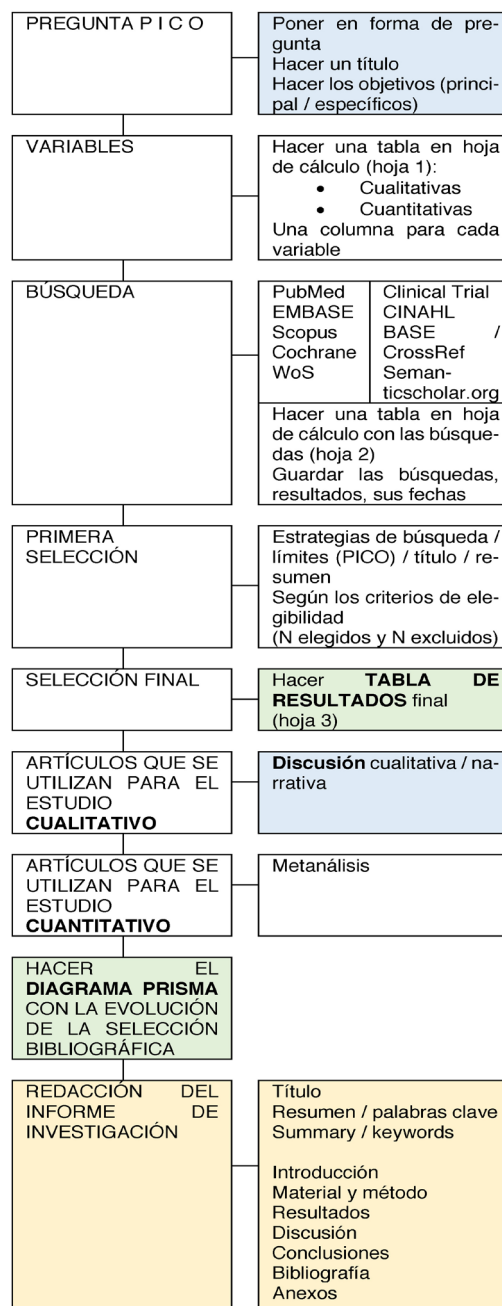 PREGUNTA P I C O
Poner en forma de pre-
gunta
Hacer un título
Hacer los objetivos (princi-
pal / específicos)
VARIABLES
Hacer una tabla en hoja
de cálculo (hoja 1):
• Cualitativas
• Cuantitativas
Una columna para cada
variable
BÚSQUEDA
PubMed
EMBASE
Scopus
Cochrane
WoS
Clinical Trial
CINAHL
BASE /
CrossRef
Seman-
ticscholar.org
Hacer una tabla en hoja
de cálculo con las búsque-
das (hoja 2)
Guardar las búsquedas,
resultados, sus fechas
PRIMERA
SELECCIÓN
Estrategias de búsqueda /
límites (PICO) / título / re-
sumen
Según los criterios de ele-
gibilidad
(N elegidos y N excluidos)
SELECCIÓN FINAL
Hacer TABLA DE
RESULTADOS final
(hoja 3)
ARTÍCULOS QUE SE
UTILIZAN PARA EL
ESTUDIO
CUALITATIVO
Discusión cualitativa / na-
rrativa
ARTÍCULOS QUE SE
UTILIZAN PARA EL
ESTUDIO
CUANTITATIVO
Metanálisis
HACER EL
DIAGRAMA PRISMA
CON LA EVOLUCIÓN
DE LA SELECCIÓN
BIBLIOGRÁFICA
REDACCIÓN DEL
INFORME DE
INVESTIGACIÓN
Título
Resumen / palabras clave
Summary / keywords
Introducción
Material y método
Resultados
Discusión
Conclusiones
Bibliografía
Anexos